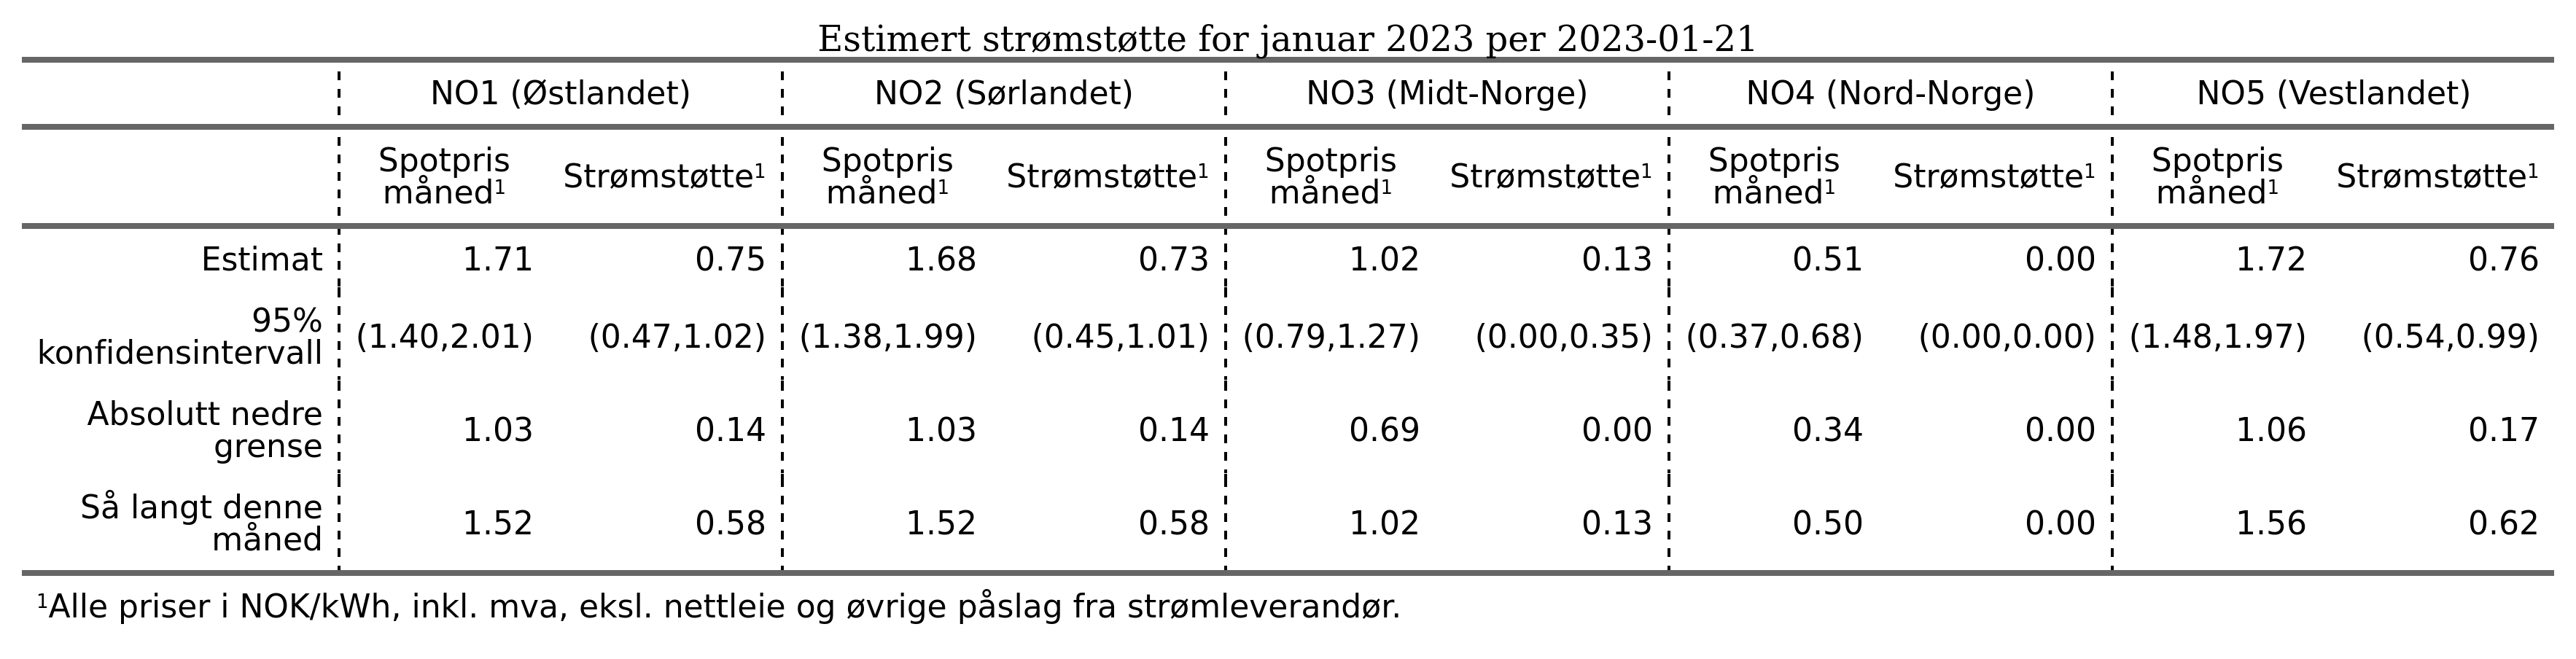 Estimert strømstøtte for januar 2023 per 2023-01-21
NO1 (Østlandet) NO2 (Sørlandet) NO3 (Midt-Norge) NO4 (Nord-Norge) NO5 (Vestlandet)
Spotpris måned¹ Strømstøtte¹ Spotpris måned¹ Strømstøtte¹ Spotpris måned¹ Strømstøtte¹ Spotpris måned¹ Strømstøtte¹ Spotpris måned¹ Strømstøtte¹
Estimat 1.71 0.75 1.68 0.73 1.02 0.13 0.51 0.00 1.72 0.76
95% konfidensintervall (1.40,2.01) (0.47,1.02) (1.38,1.99) (0.45,1.01) (0.79,1.27) (0.00,0.35) (0.37,0.68) (0.00,0.00) (1.48,1.97) (0.54,0.99)
Absolutt nedre grense 1.03 0.14 1.03 0.14 0.69 0.00 0.34 0.00 1.06 0.17
Så langt denne måned 1.52 0.58 1.52 0.58 1.02 0.13 0.50 0.00 1.56 0.62
¹Alle priser i NOK/kWh, inkl. mva, eksl. nettleie og øvrige påslag fra strømleverandør.